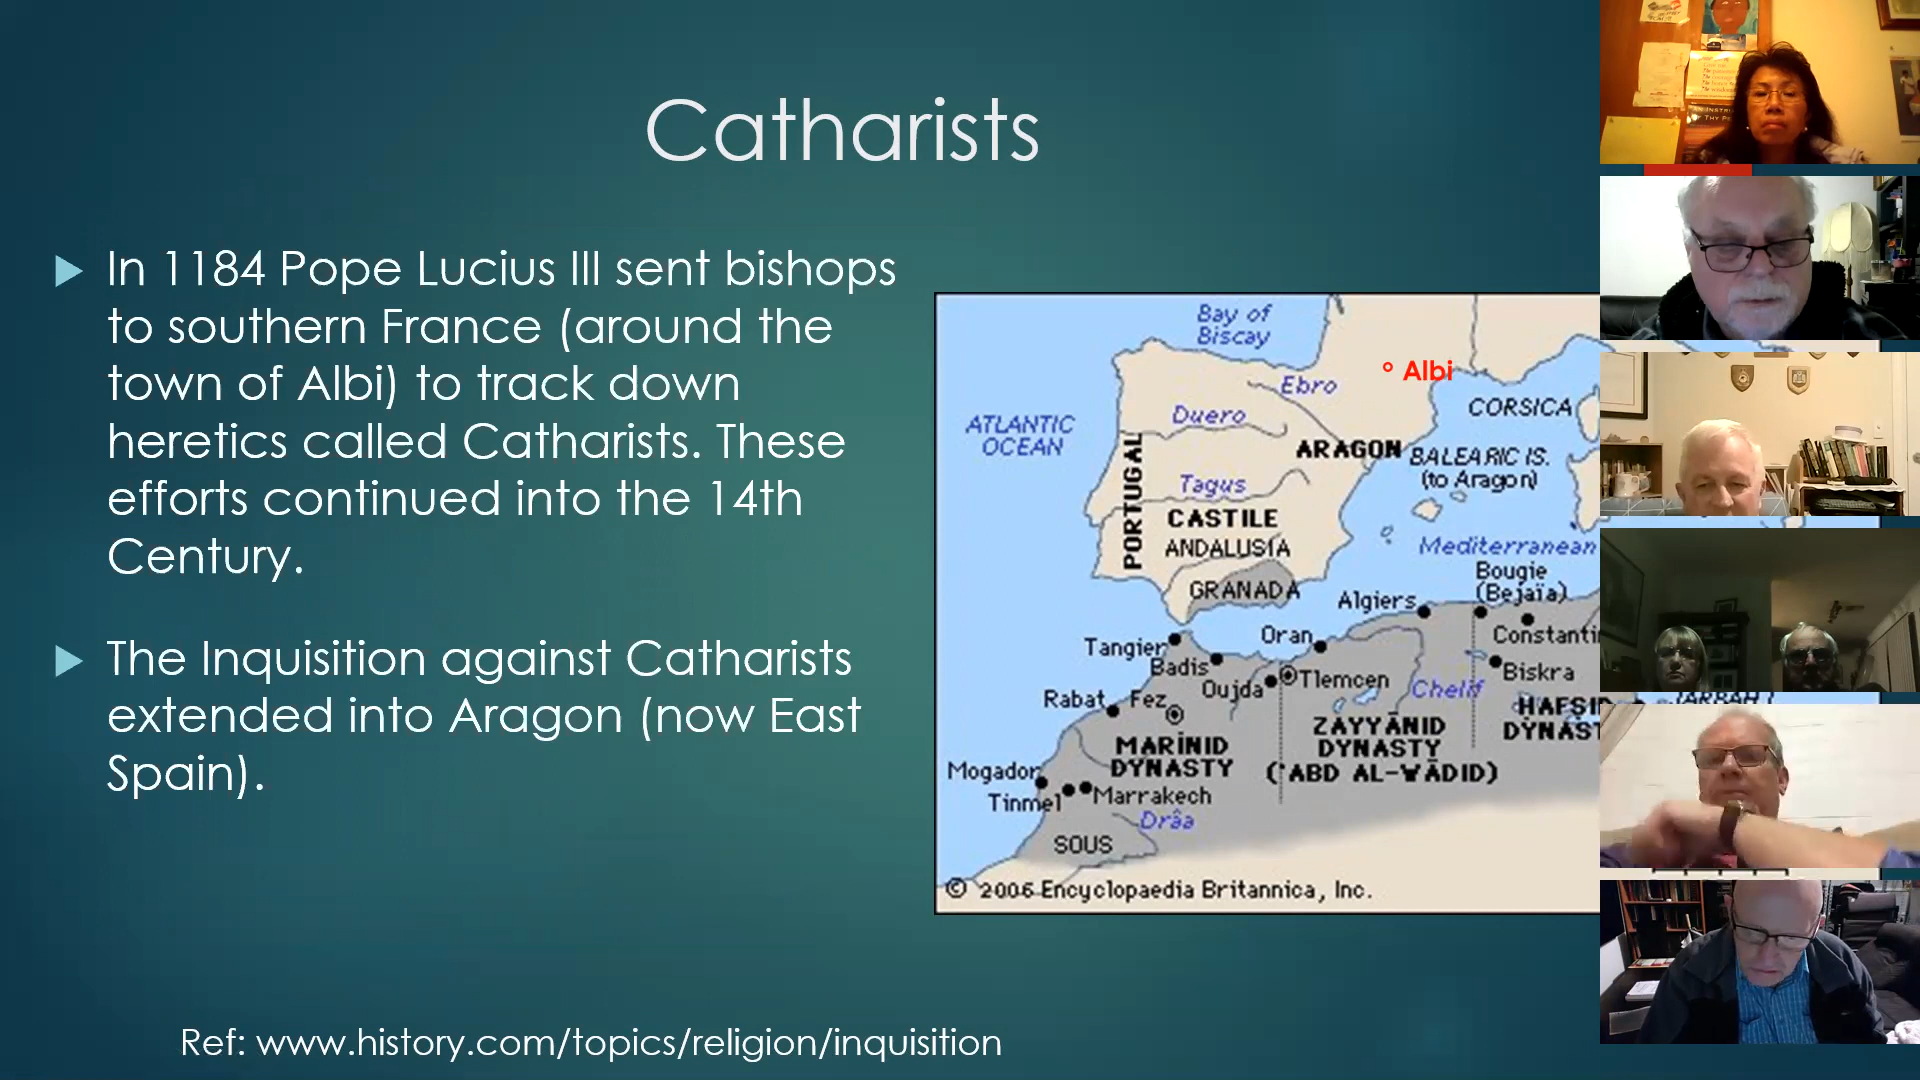 Catharists
In 1184 Pope Lucius III sent bishops
to southern France (around the
town of Albi) to track down
heretics called Catharists. These
efforts continued into the 14th
Century.
The Inquisition against Catharists
extended into Aragon (now East
Spain).
Ref: www.history.com/topics/religion/inquisition
Bay of
Biscay
° Albi
Ebro
ATLANTIC
OCEAN
Duero
CORSICA
PORTUGAL
ARAGON
BALEARIC IS.
(to Aragon)
Tagus
CASTILE
ANDALUSIA
Mediterranean
GRANADA
Bougie
(Bejaïa)
Algiers
Tangier
Oran
Constanti
Badis
Oujda
Tlemcen
Biskra
Rabat
Fez
Chelif
HAFSID
DYNAST
MARĪNID
DYNASTY
ZAYYĀNID
DYNASTY
('ABD AL-WĀDID)
Mogador
Tinmel
Marrakech
Drâa
SOUS
© 2006 Encyclopaedia Britannica, Inc.